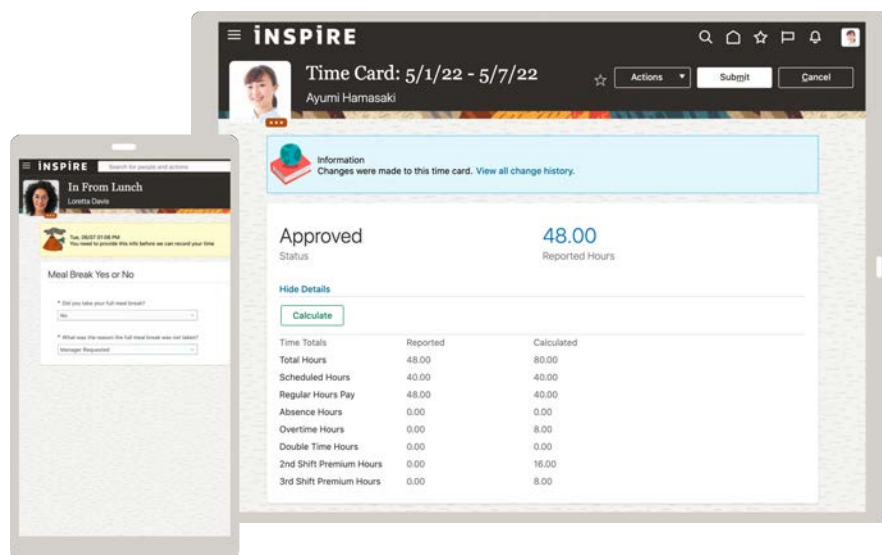 iNSPiRE
Time Card: 5/1/22 - 5/7/22
Ayumi Hamasaki
Actions
Submit
Cancel
Information
Changes were made to this time card. View all change history.
Approved
Status
48.00
Reported Hours
Hide Details
Calculate
Time Totals Reported Calculated
Total Hours 48.00 80.00
Scheduled Hours 40.00 40.00
Regular Hours Pay 48.00 40.00
Absence Hours 0.00 0.00
Overtime Hours 0.00 8.00
Double Time Hours 0.00 0.00
2nd Shift Premium Hours 0.00 16.00
3rd Shift Premium Hours 0.00 8.00
iNSPiRE
Search for people and actions
In From Lunch
Loretta Davis
Tue, 06/07 01:08 PM
You need to provide this info before we can record your time
Meal Break Yes or No
* Did you take your full meal break?
No
* What was the reason the full meal break was not taken?
Manager Requested